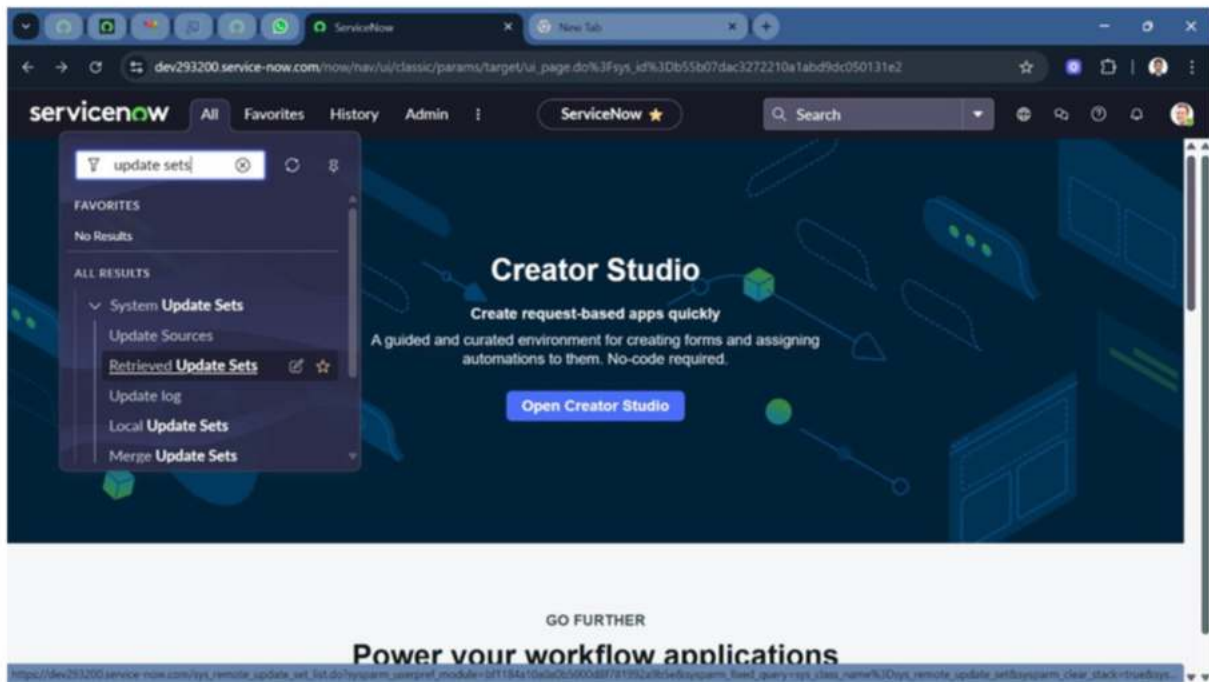 ServiceNow
New Tab
dev293200.service-now.com/now/nav/ui/classic/params/target/ui_page.do%3Fsys_id%3Db55b07dac3272210a1abd9dc050131e2
servicenow
All
Favorites
History
Admin
ServiceNow
Search
update sets
FAVORITES
No Results
ALL RESULTS
System Update Sets
Update Sources
Retrieved Update Sets
Update log
Local Update Sets
Merge Update Sets
Creator Studio
Create request-based apps quickly
A guided and curated environment for creating forms and assigning
automations to them. No-code required.
Open Creator Studio
GO FURTHER
Power your workflow applications